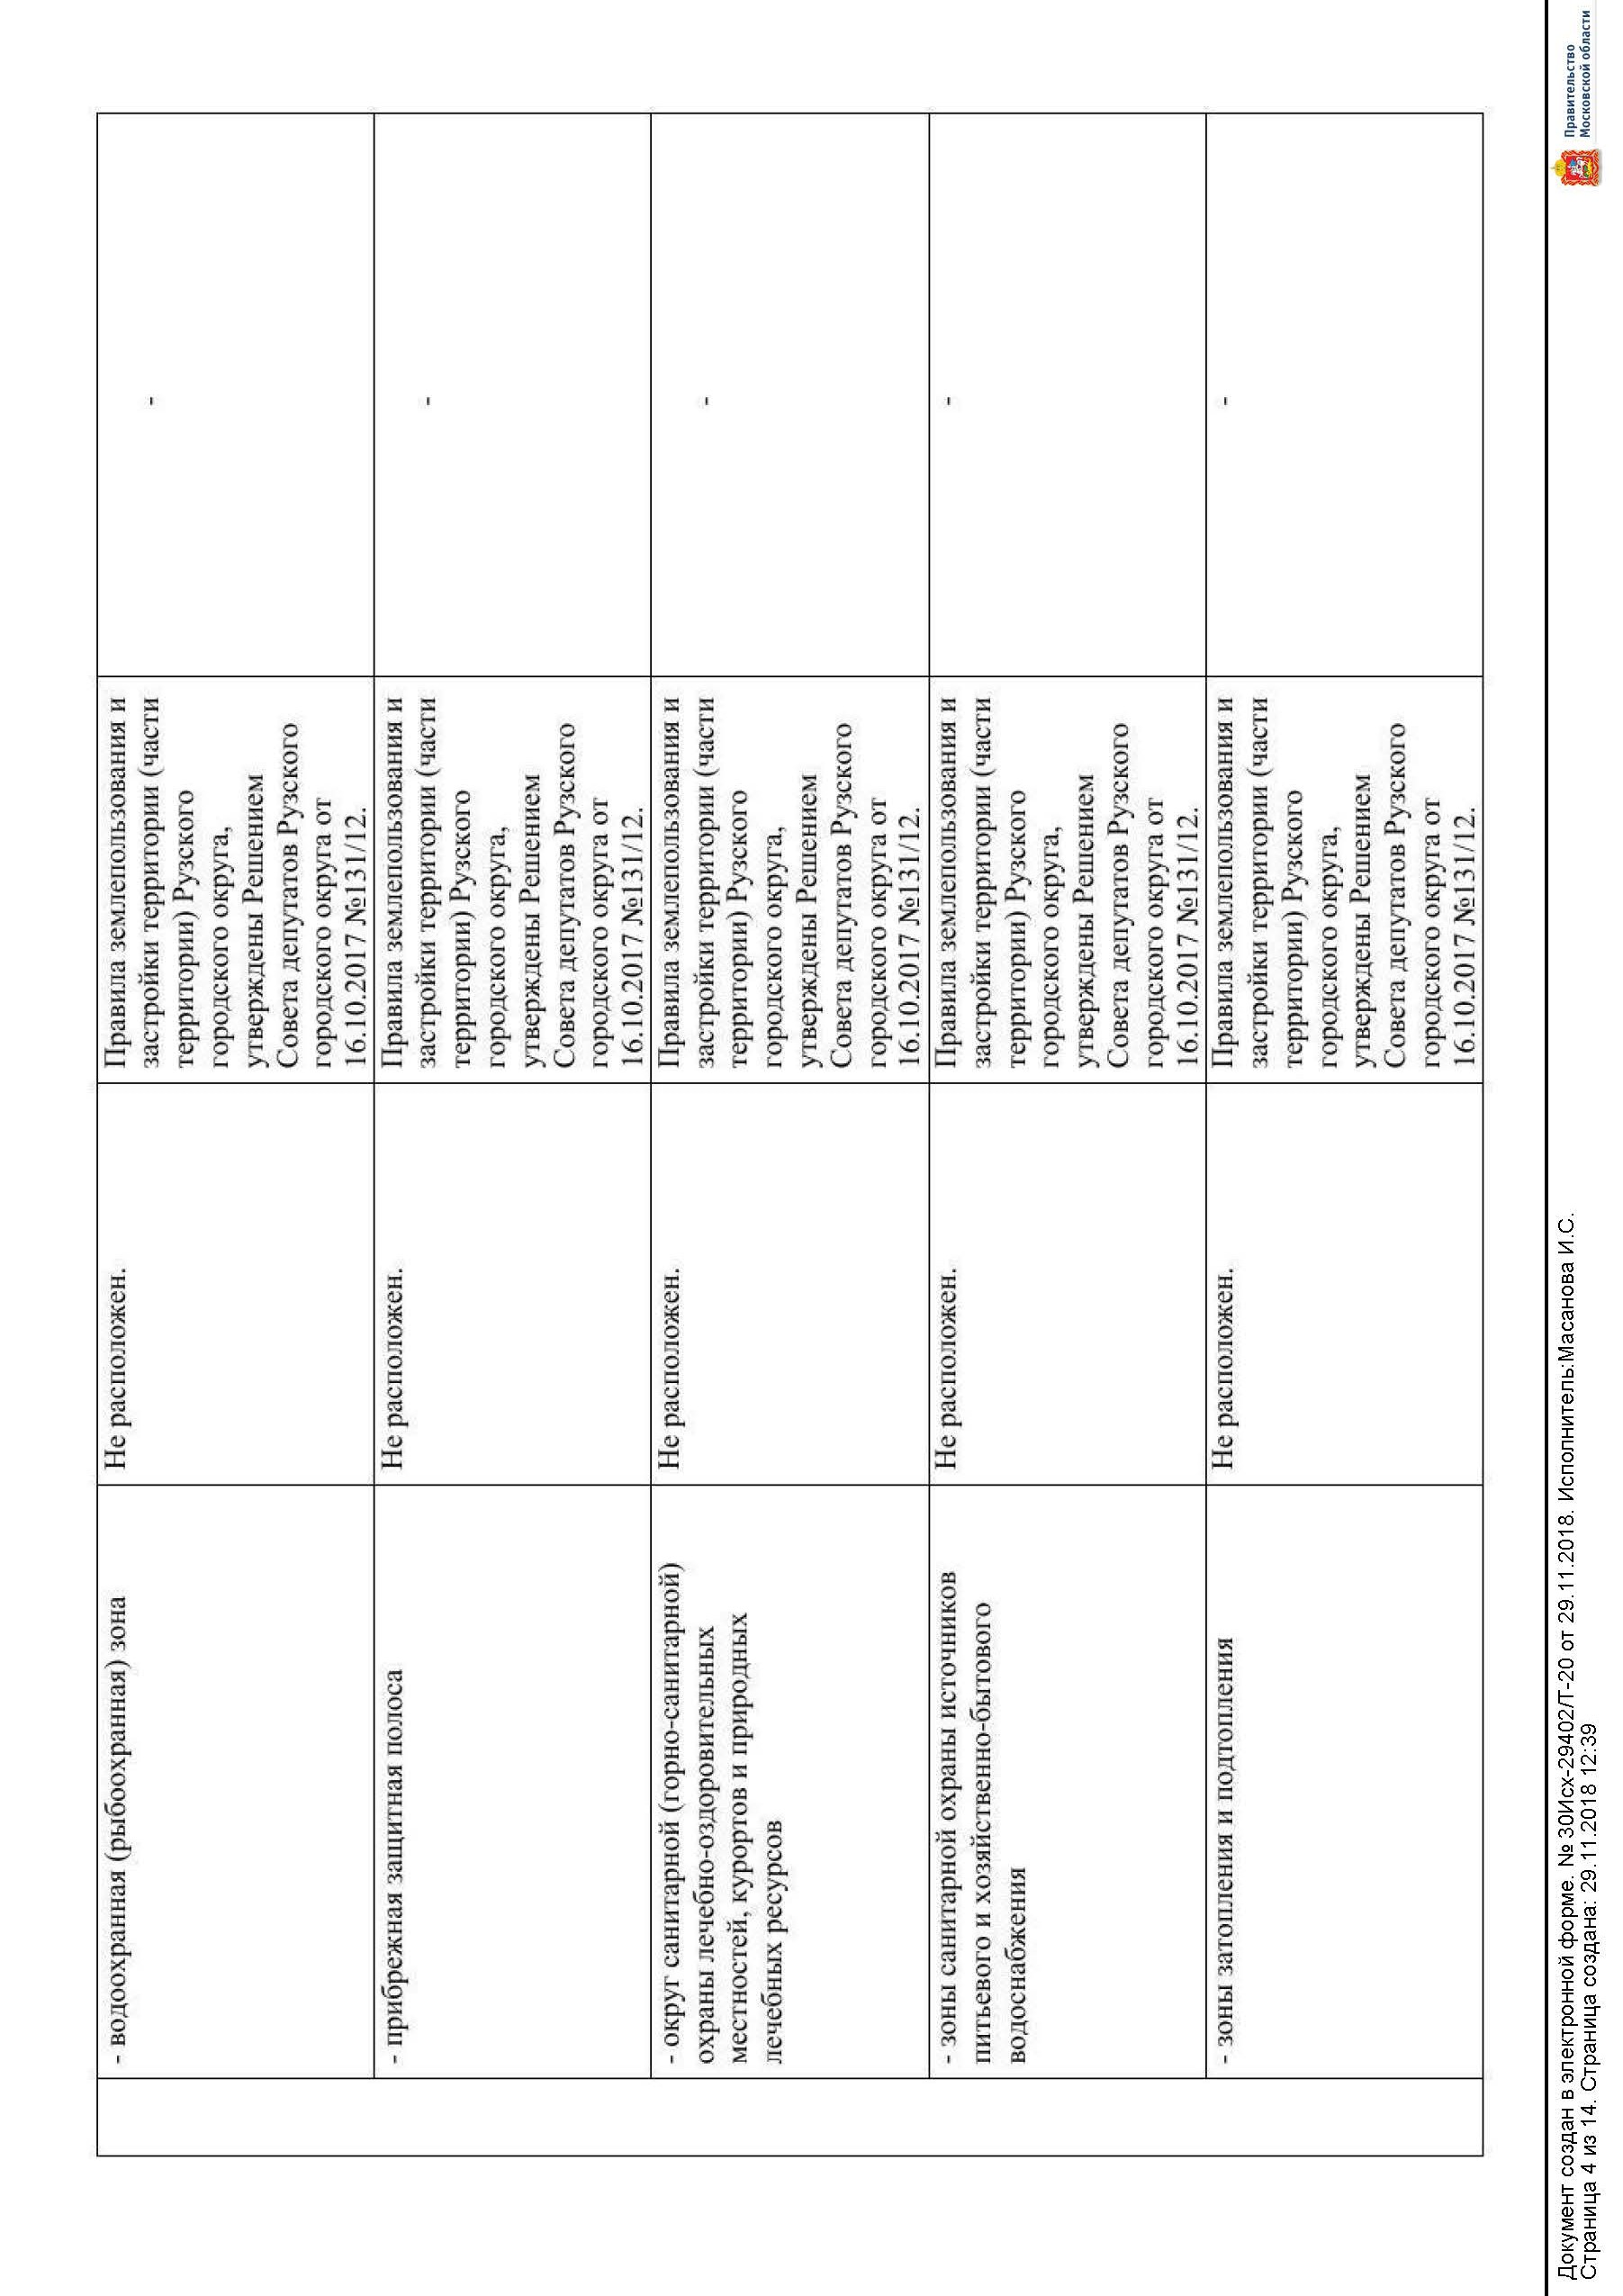 - водоохранная (рыбоохранная) зона
Не расположен.
Правила землепользования и
застройки территории (части
территории) Рузского
городского округа,
утверждены Решением
Совета депутатов Рузского
городского округа от
16.10.2017 №131/12.
-
- прибрежная защитная полоса
Не расположен.
Правила землепользования и
застройки территории (части
территории) Рузского
городского округа,
утверждены Решением
Совета депутатов Рузского
городского округа от
16.10.2017 №131/12.
-
- округ санитарной (горно-санитарной)
охраны лечебно-оздоровительных
местностей, курортов и природных
лечебных ресурсов
Не расположен.
Правила землепользования и
застройки территории (части
территории) Рузского
городского округа,
утверждены Решением
Совета депутатов Рузского
городского округа от
16.10.2017 №131/12.
-
- зоны санитарной охраны источников
питьевого и хозяйственно-бытового
водоснабжения
Не расположен.
Правила землепользования и
застройки территории (части
территории) Рузского
городского округа,
утверждены Решением
Совета депутатов Рузского
городского округа от
16.10.2017 №131/12.
-
- зоны затопления и подтопления
Не расположен.
Правила землепользования и
застройки территории (части
территории) Рузского
городского округа,
утверждены Решением
Совета депутатов Рузского
городского округа от
16.10.2017 №131/12.
-
Документ создан в электронной форме. № 30Исх-29402/Т-20 от 29.11.2018. Исполнитель:Масанова И.С.
Страница 4 из 14. Страница создана: 29.11.2018 12:39
Правительство
Московской области